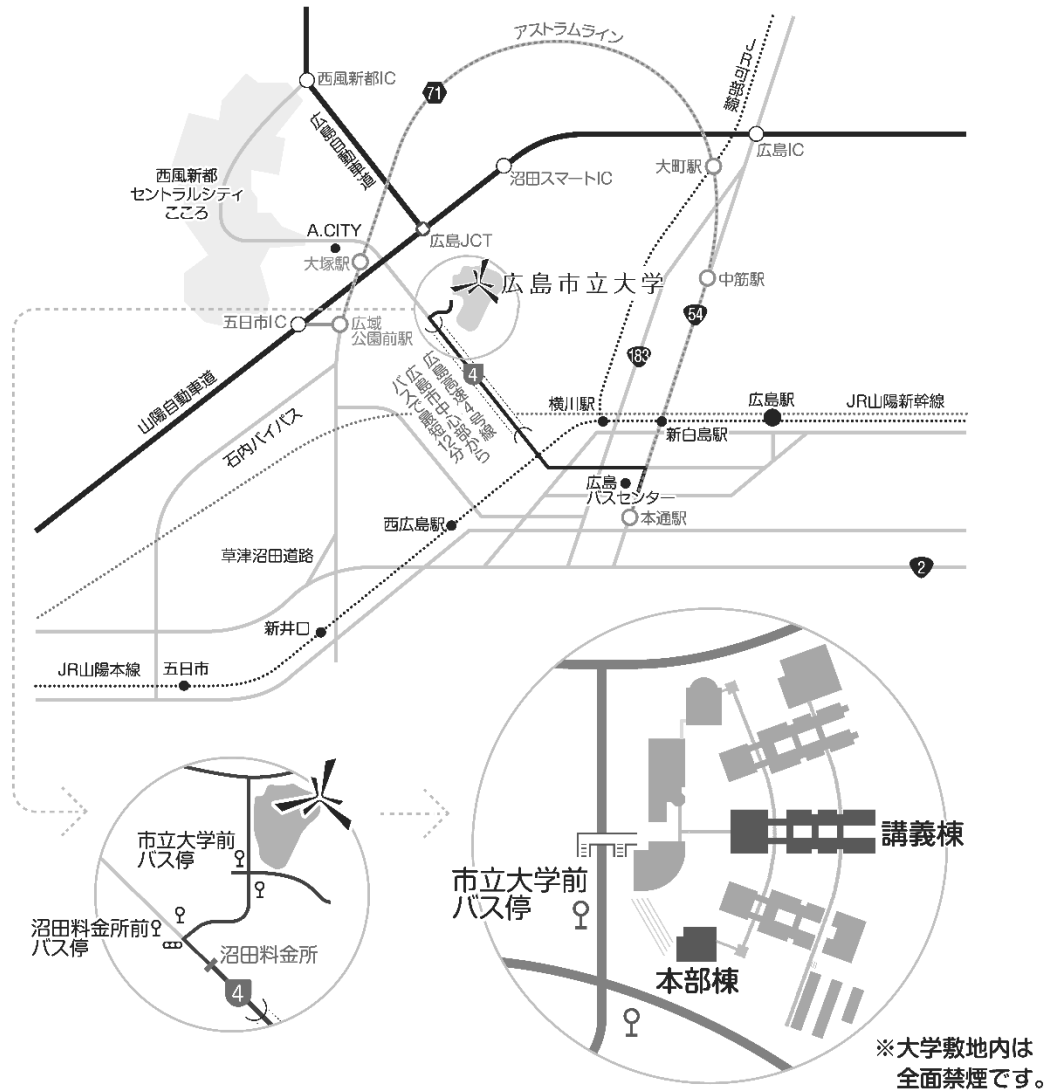 アストラムライン
JR可部線
西風新都IC
71
広島自動車道
広島IC
大町駅
沼田スマートIC
西風新都
セントラルシティ
こころ
A.CITY
広島JCT
大塚駅
広島市立大学
中筋駅
54
五日市IC
広域
公園前駅
183
4
広島高速4号線
広島市中心部から
バスで最短12分
山陽自動車道
石内バイパス
横川駅
広島駅
JR山陽新幹線
新白島駅
広島
バスセンター
本通駅
西広島駅
草津沼田道路
2
新井口
JR山陽本線
五日市
市立大学前
バス停
沼田料金所前
バス停
沼田料金所
4
講義棟
市立大学前
バス停
本部棟
※大学敷地内は
全面禁煙です。